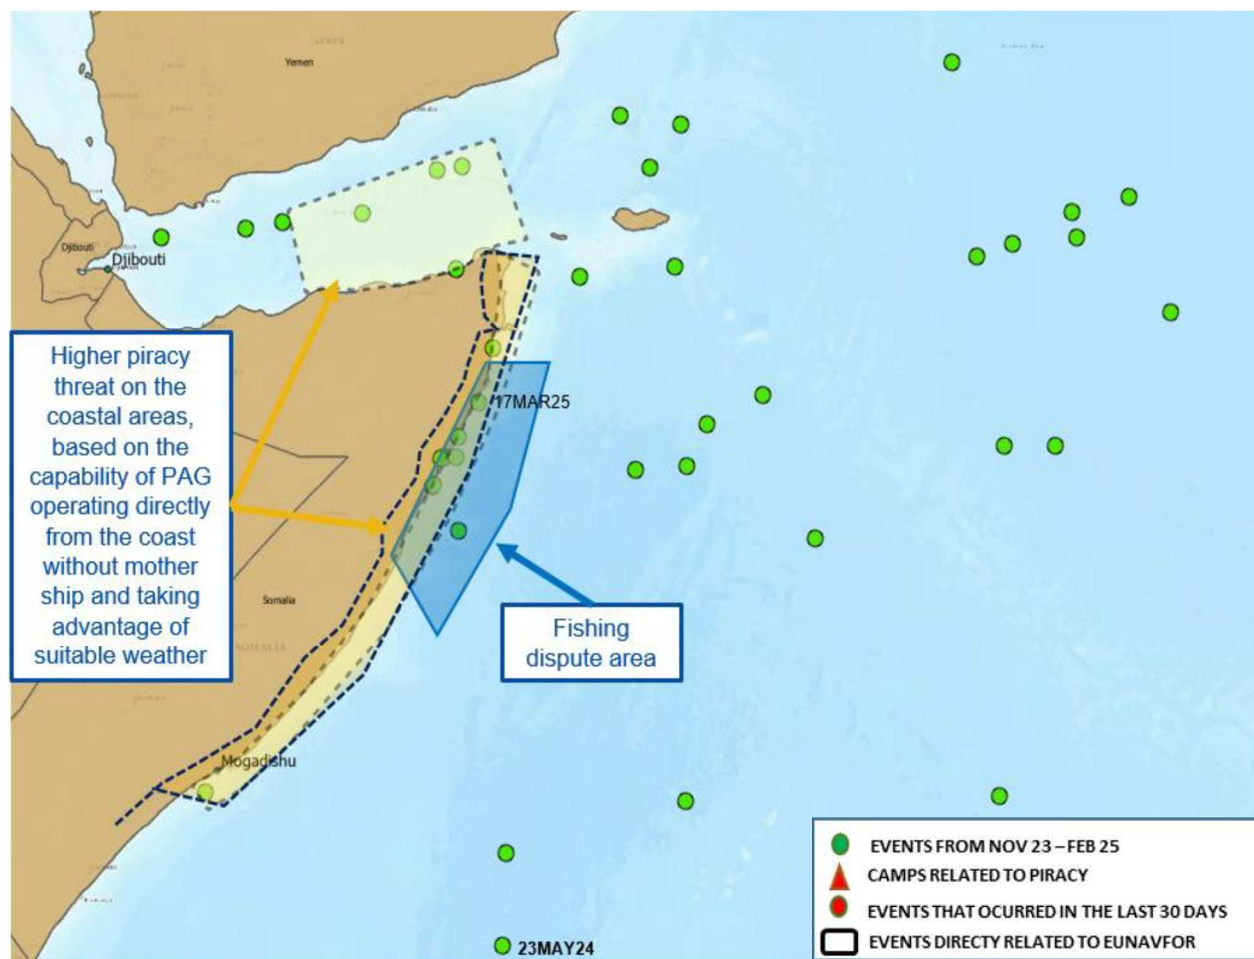 Yemen
Djibouti
Djibouti
Higher piracy
threat on the
coastal areas,
based on the
capability of PAG
operating directly
from the coast
without mother
ship and taking
advantage of
suitable weather
17MAR25
Somalia
SOMALIA
Fishing
dispute area
Mogadishu
23MAY24
EVENTS FROM NOV 23 – FEB 25
CAMPS RELATED TO PIRACY
EVENTS THAT OCURRED IN THE LAST 30 DAYS
EVENTS DIRECTY RELATED TO EUNAVFOR